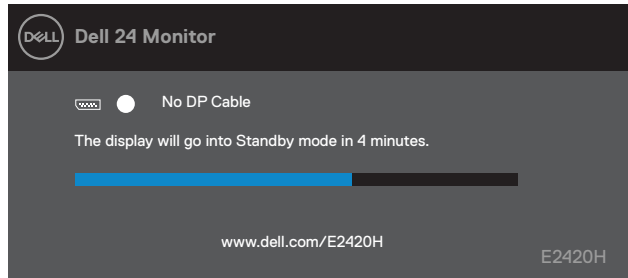 DELL
Dell 24 Monitor
No DP Cable
The display will go into Standby mode in 4 minutes.
www.dell.com/E2420H
E2420H